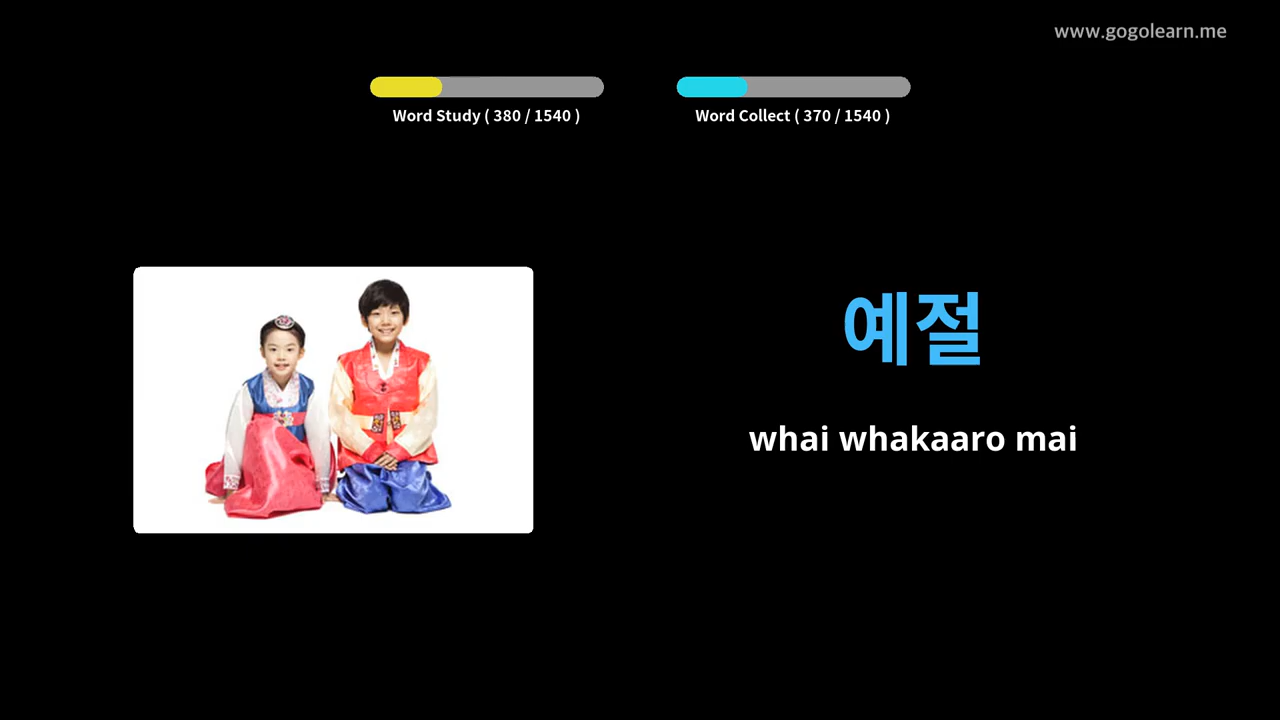 www.gogolearn.me
Word Study ( 380 / 1540 )
Word Collect ( 370 / 1540 )
예절
whai whakaaro mai